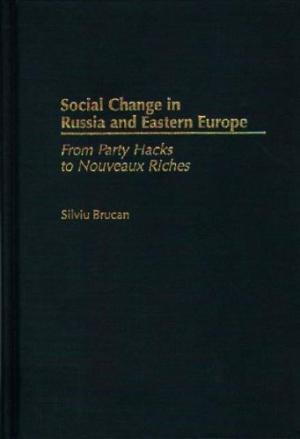 Social Change in
Russia and Eastern Europe
From Party Hacks
to Nouveaux Riches
Silviu Brucan